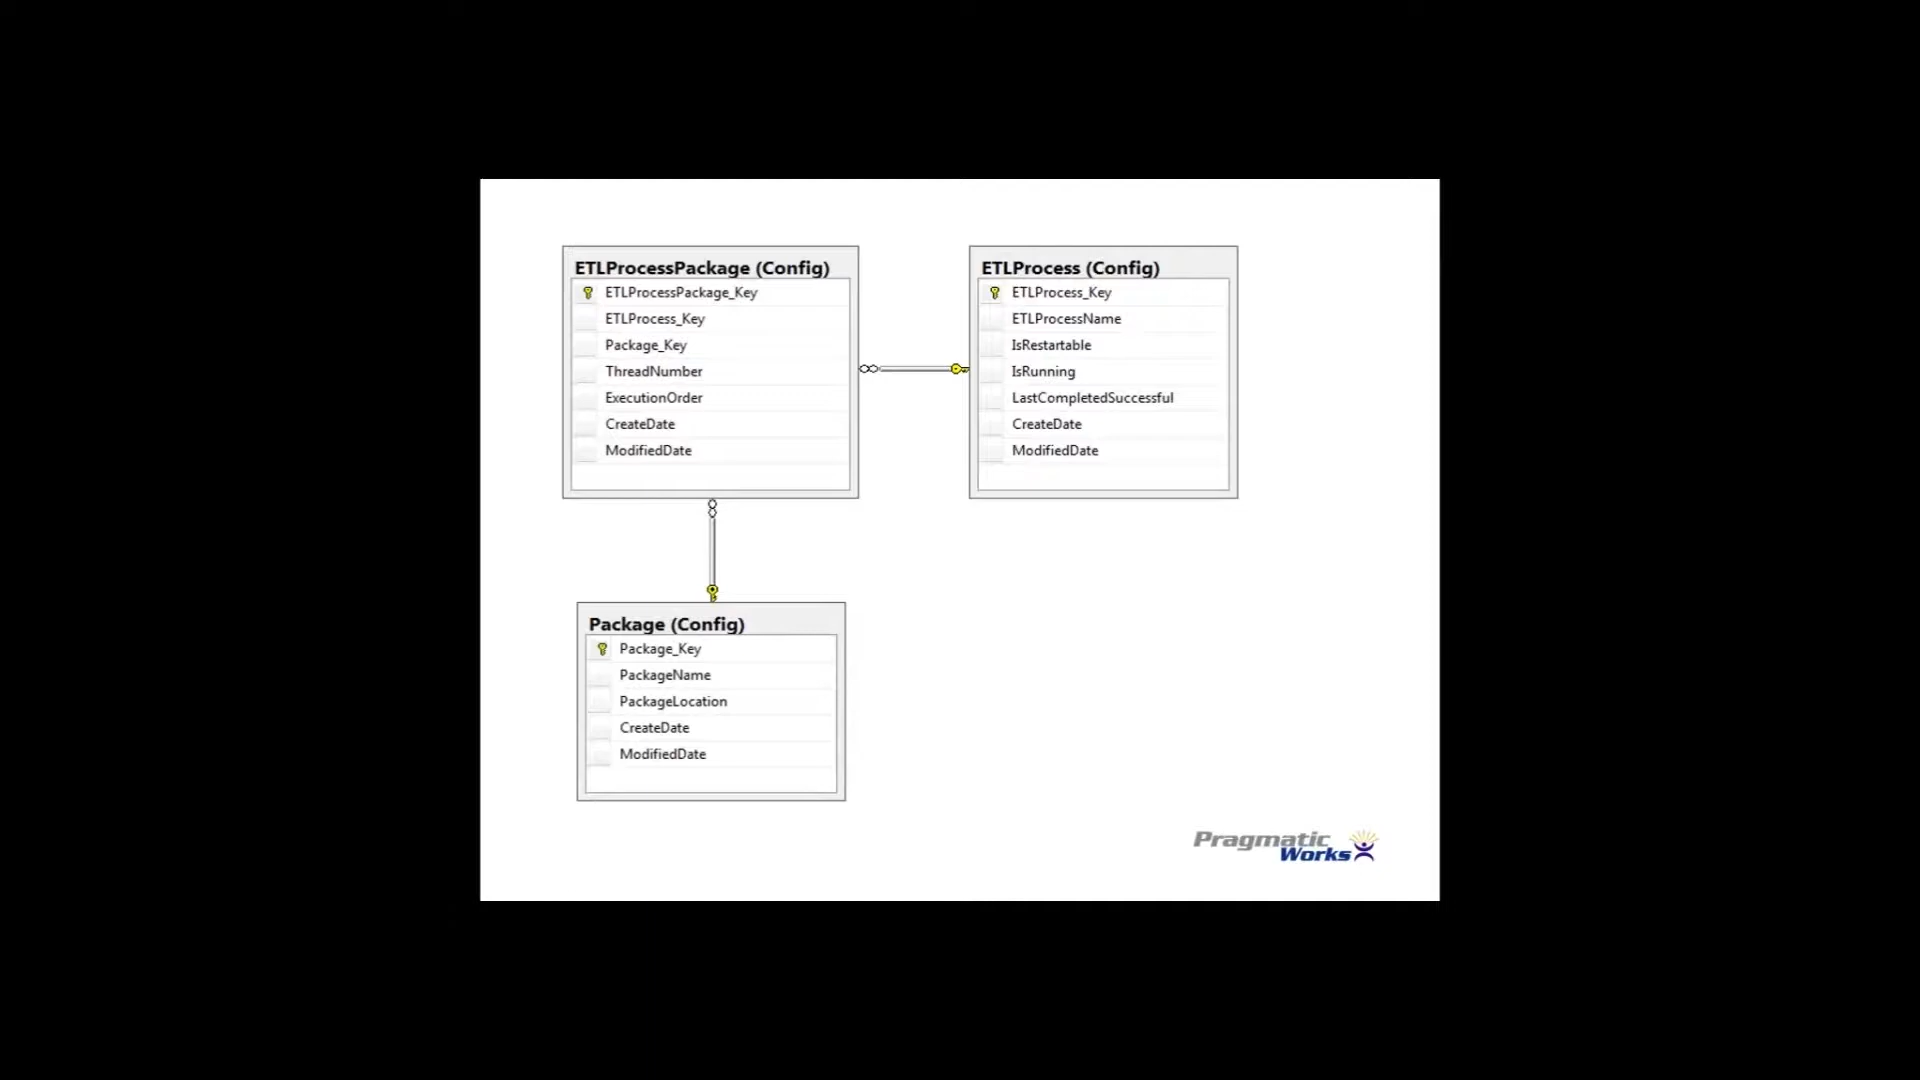 ETLProcessPackage (Config)
ETLProcessPackage_Key
ETLProcess_Key
Package_Key
ThreadNumber
ExecutionOrder
CreateDate
ModifiedDate
ETLProcess (Config)
ETLProcess_Key
ETLProcessName
IsRestartable
IsRunning
LastCompletedSuccessful
CreateDate
ModifiedDate
Package (Config)
Package_Key
PackageName
PackageLocation
CreateDate
ModifiedDate
Pragmatic
Works